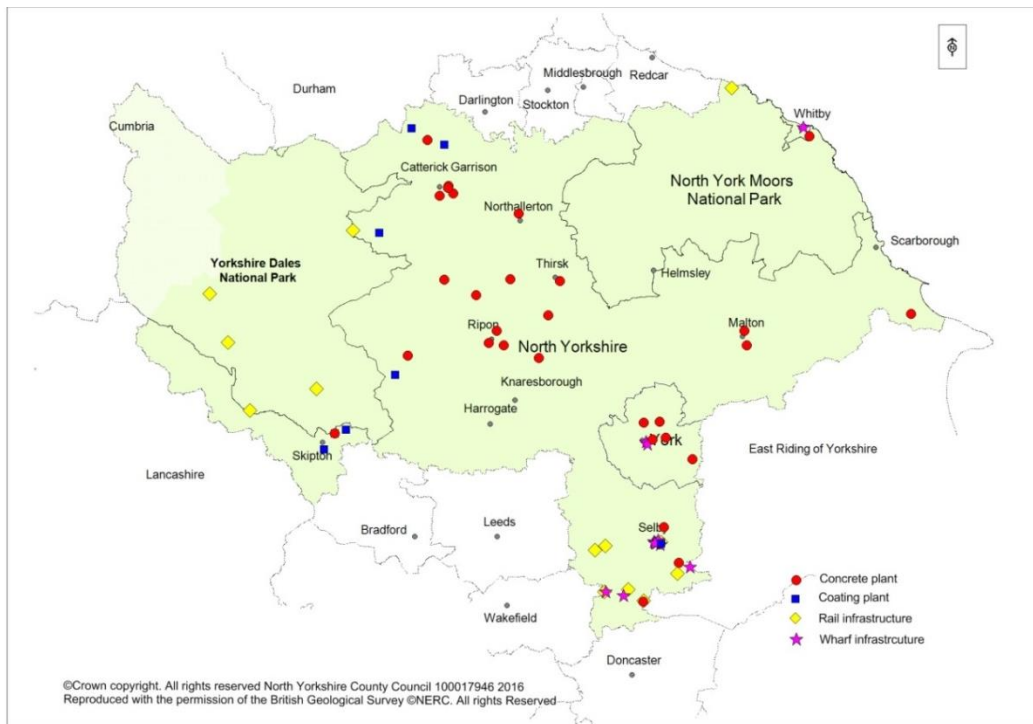 N
Redcar
Middlesbrough
Durham
Darlington
Stockton
Whitby
Cumbria
Catterick Garrison
North York Moors
National Park
Northallerton
Scarborough
Yorkshire Dales
National Park
Thirsk
Helmsley
Ripon
Malton
North Yorkshire
Knaresborough
Harrogate
York
East Riding of Yorkshire
Skipton
Lancashire
Bradford
Leeds
Selby
Concrete plant
Coating plant
Wakefield
Rail infrastructure
Wharf infrastrcuture
Doncaster
©Crown copyright. All rights reserved North Yorkshire County Council 100017946 2016
Reproduced with the permission of the British Geological Survey ©NERC. All rights Reserved